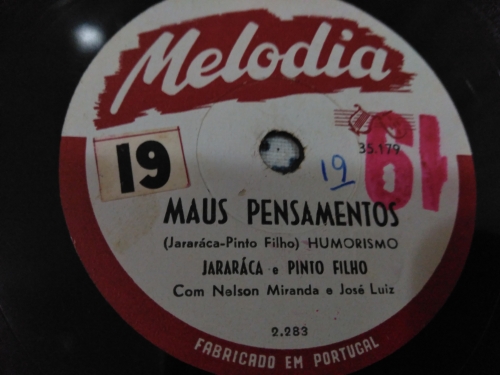 Melodia
35.179
19
19
19
MAUS PENSAMENTOS
(Jararáca-Pinto Filho) HUMORISMO
JARARÁCA e PINTO FILHO
Com Nelson Miranda e José Luiz
2.283
FABRICADO EM PORTUGAL